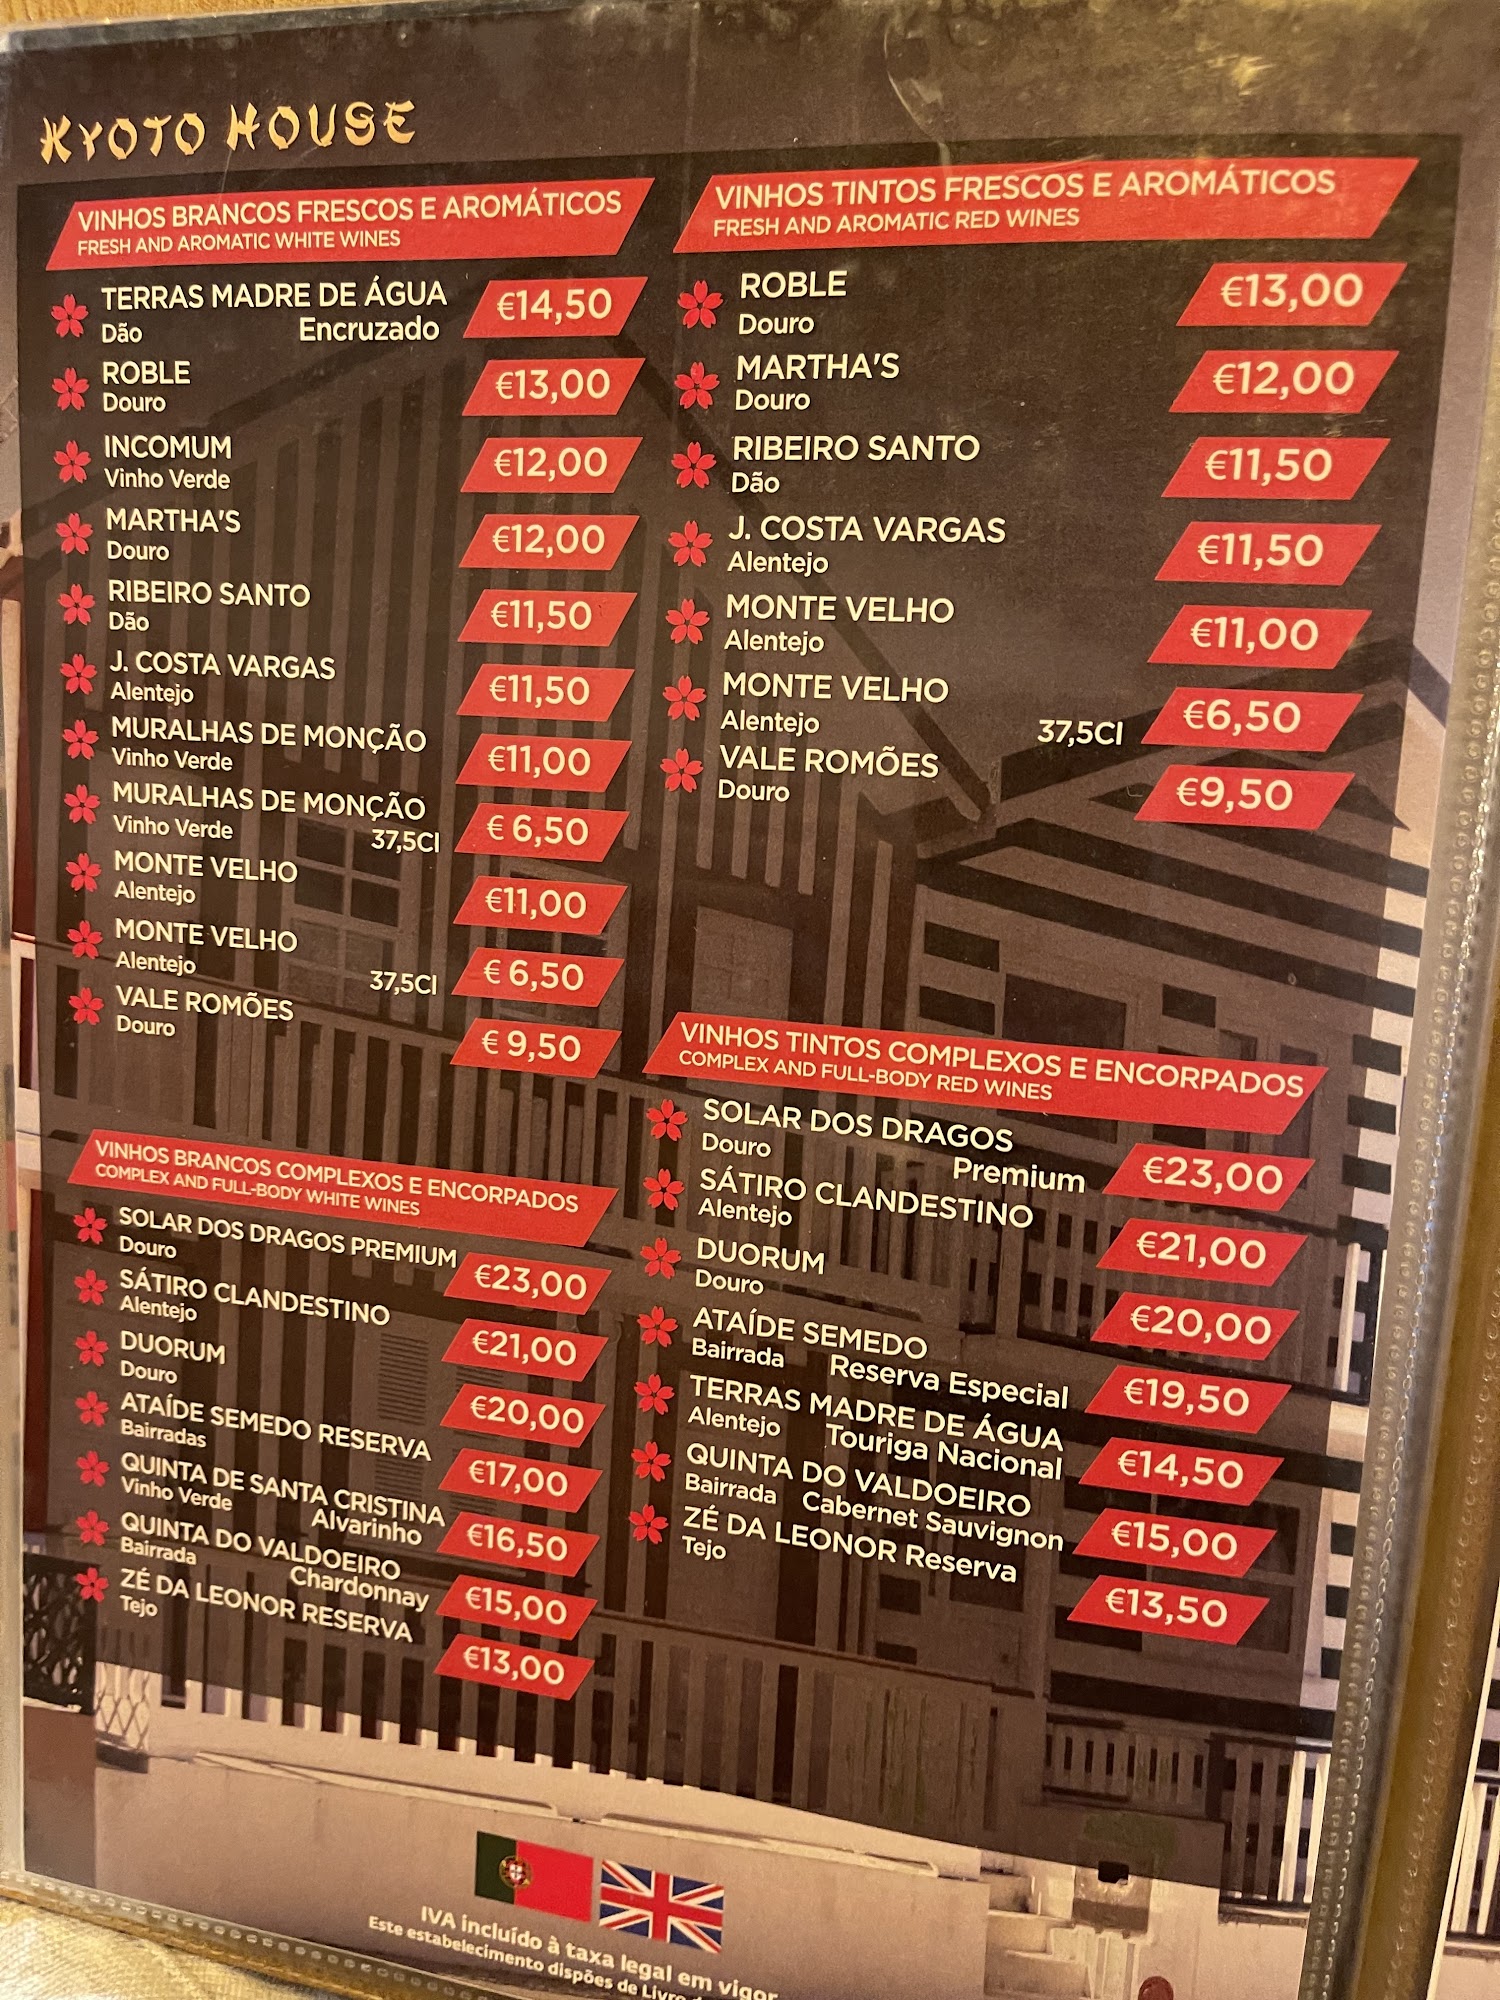 KYOTO HOUSE
VINHOS BRANCOS FRESCOS E AROMÁTICOS
FRESH AND AROMATIC WHITE WINES
TERRAS MADRE DE ÁGUA €14,50
Dão Encruzado
ROBLE €13,00
Douro
INCOMUM €12,00
Vinho Verde
MARTHA'S €12,00
Douro
RIBEIRO SANTO €11,50
Dão
J. COSTA VARGAS €11,50
Alentejo
MURALHAS DE MONÇÃO €11,00
Vinho Verde
MURALHAS DE MONÇÃO
Vinho Verde 37,5Cl € 6,50
MONTE VELHO €11,00
Alentejo
MONTE VELHO
Alentejo 37,5Cl € 6,50
VALE ROMÕES € 9,50
Douro
VINHOS BRANCOS COMPLEXOS E ENCORPADOS
COMPLEX AND FULL-BODY WHITE WINES
SOLAR DOS DRAGOS PREMIUM €23,00
Douro
SÁTIRO CLANDESTINO €21,00
Alentejo
DUORUM €20,00
Douro
ATAÍDE SEMEDO RESERVA €17,00
Bairradas
QUINTA DE SANTA CRISTINA €16,50
Vinho Verde Alvarinho
QUINTA DO VALDOEIRO €15,00
Bairrada Chardonnay
ZÉ DA LEONOR RESERVA €13,00
Tejo
VINHOS TINTOS FRESCOS E AROMÁTICOS
FRESH AND AROMATIC RED WINES
ROBLE €13,00
Douro
MARTHA'S €12,00
Douro
RIBEIRO SANTO €11,50
Dão
J. COSTA VARGAS €11,50
Alentejo
MONTE VELHO €11,00
Alentejo
MONTE VELHO
Alentejo 37,5Cl €6,50
VALE ROMÕES €9,50
Douro
VINHOS TINTOS COMPLEXOS E ENCORPADOS
COMPLEX AND FULL-BODY RED WINES
SOLAR DOS DRAGOS
Douro Premium €23,00
SÁTIRO CLANDESTINO €21,00
Alentejo
DUORUM €20,00
Douro
ATAÍDE SEMEDO
Bairrada Reserva Especial €19,50
TERRAS MADRE DE ÁGUA
Alentejo Touriga Nacional €14,50
QUINTA DO VALDOEIRO
Bairrada Cabernet Sauvignon €15,00
ZÉ DA LEONOR Reserva €13,50
Tejo
IVA incluído à taxa legal em vigor
Este estabelecimento dispões de Livro